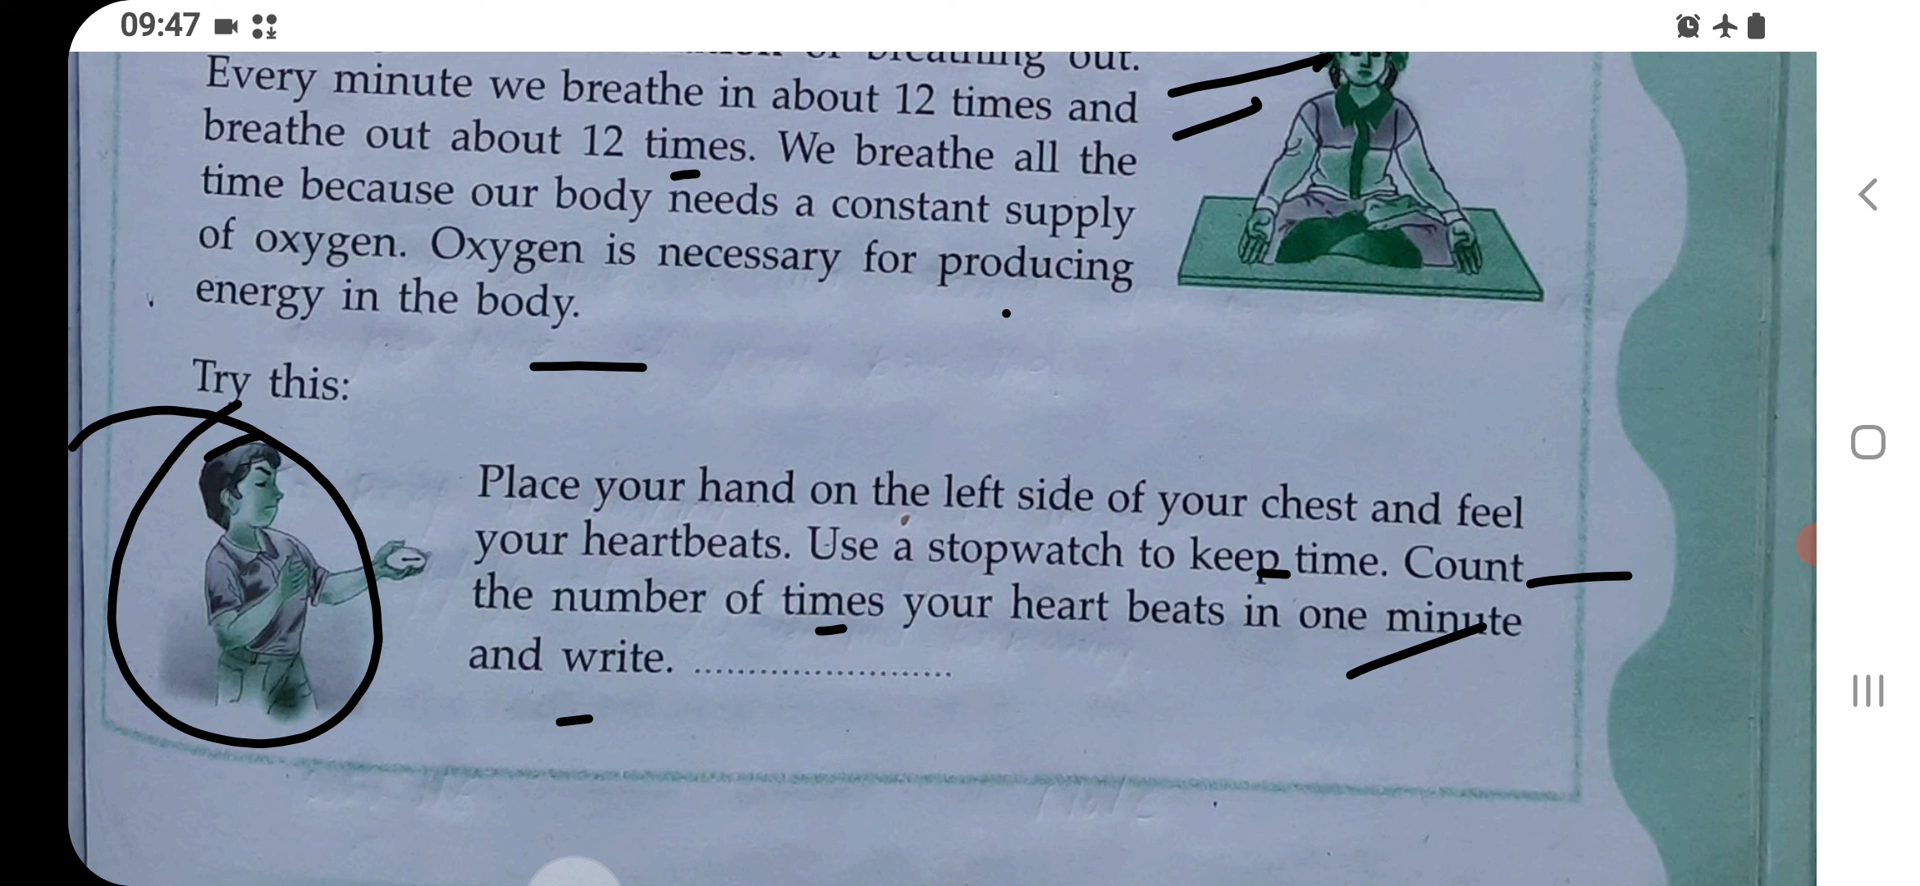 09:47
breathing out.
Every minute we breathe in about 12 times and
breathe out about 12 times. We breathe all the
time because our body needs a constant supply
of oxygen. Oxygen is necessary for producing
energy in the body.
Try this:
Place your hand on the left side of your chest and feel
your heartbeats. Use a stopwatch to keep time. Count
the number of times your heart beats in one minute
and write. ........................